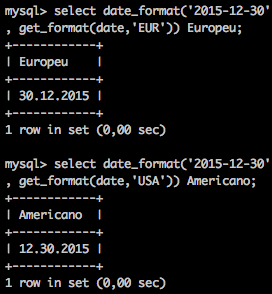 mysql> select date_format('2015-12-30'
, get_format(date,'EUR')) Europeu;
+------------+
| Europeu    |
+------------+
| 30.12.2015 |
+------------+
1 row in set (0,00 sec)
mysql> select date_format('2015-12-30'
, get_format(date,'USA')) Americano;
+------------+
| Americano  |
+------------+
| 12.30.2015 |
+------------+
1 row in set (0,00 sec)